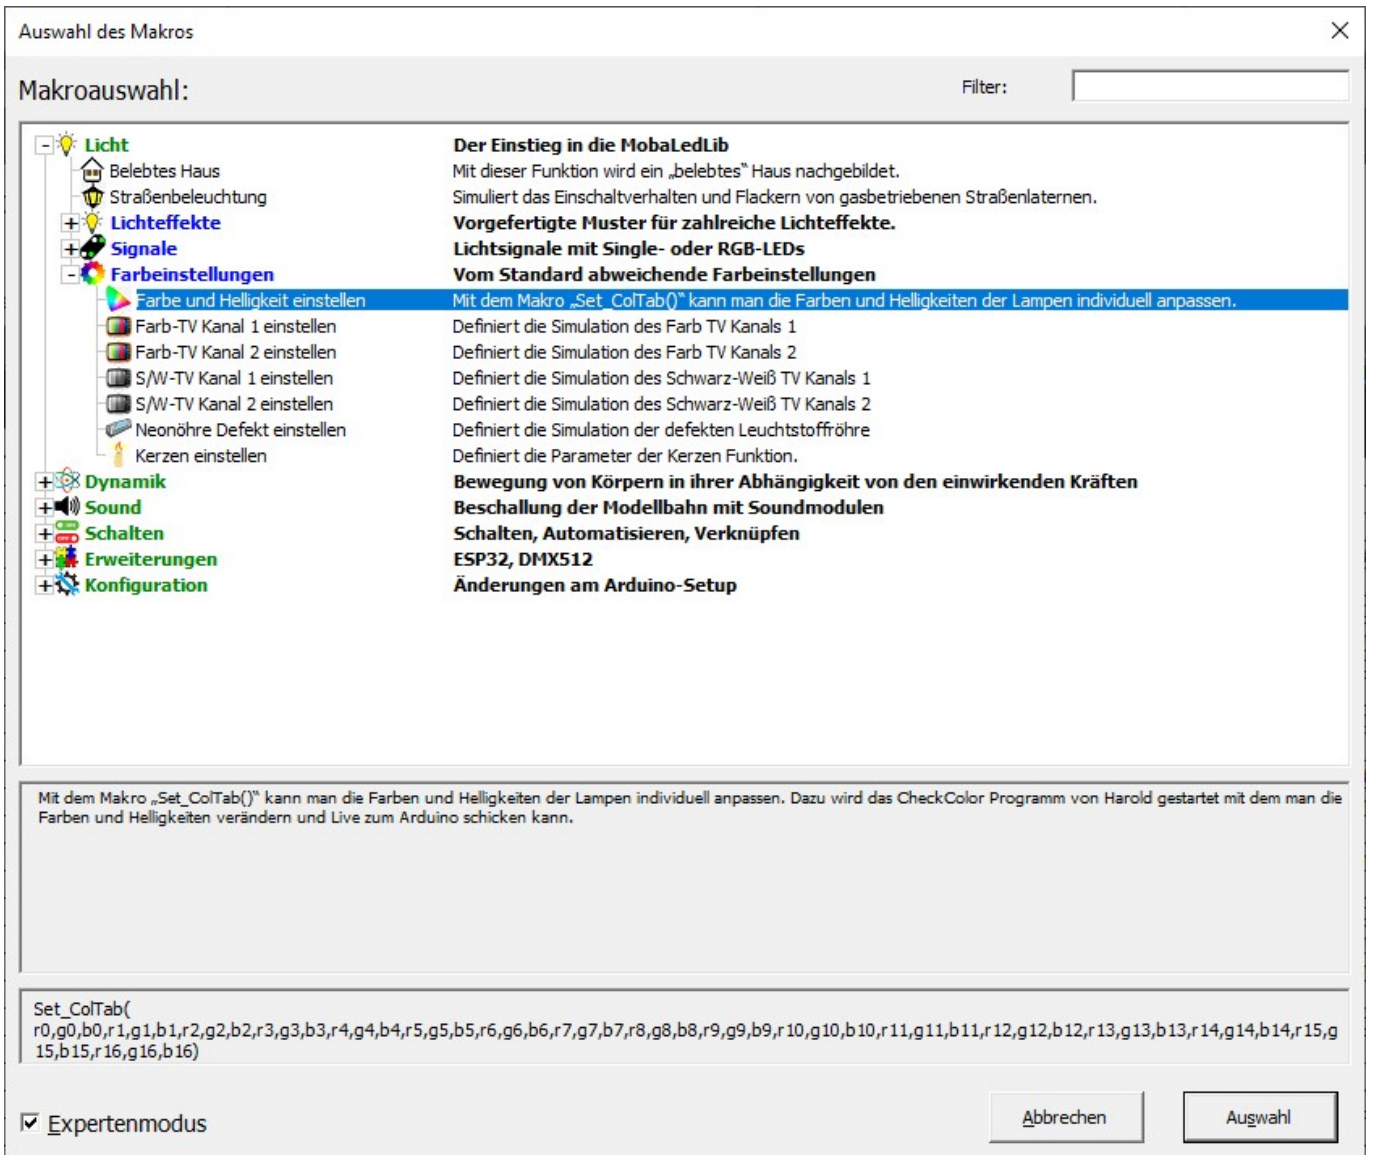 Auswahl des Makros
Makroauswahl: Filter:
Licht Der Einstieg in die MobaLedLib
Belebtes Haus Mit dieser Funktion wird ein „belebtes“ Haus nachgebildet.
Straßenbeleuchtung Simuliert das Einschaltverhalten und Flackern von gasbetriebenen Straßenlaternen.
Lichteffekte Vorgefertigte Muster für zahlreiche Lichteffekte.
Signale Lichtsignale mit Single- oder RGB-LEDs
Farbeinstellungen Vom Standard abweichende Farbeinstellungen
Farbe und Helligkeit einstellen Mit dem Makro „Set_ColTab()“ kann man die Farben und Helligkeiten der Lampen individuell anpassen.
Farb-TV Kanal 1 einstellen Definiert die Simulation des Farb TV Kanals 1
Farb-TV Kanal 2 einstellen Definiert die Simulation des Farb TV Kanals 2
S/W-TV Kanal 1 einstellen Definiert die Simulation des Schwarz-Weiß TV Kanals 1
S/W-TV Kanal 2 einstellen Definiert die Simulation des Schwarz-Weiß TV Kanals 2
Neonöhre Defekt einstellen Definiert die Simulation der defekten Leuchtstoffröhre
Kerzen einstellen Definiert die Parameter der Kerzen Funktion.
Dynamik Bewegung von Körpern in ihrer Abhängigkeit von den einwirkenden Kräften
Sound Beschallung der Modellbahn mit Soundmodulen
Schalten Schalten, Automatisieren, Verknüpfen
Erweiterungen ESP32, DMX512
Konfiguration Änderungen am Arduino-Setup
Mit dem Makro „Set_ColTab()“ kann man die Farben und Helligkeiten der Lampen individuell anpassen. Dazu wird das CheckColor Programm von Harold gestartet mit dem man die
Farben und Helligkeiten verändern und Live zum Arduino schicken kann.
Set_ColTab(
r0,g0,b0,r1,g1,b1,r2,g2,b2,r3,g3,b3,r4,g4,b4,r5,g5,b5,r6,g6,b6,r7,g7,b7,r8,g8,b8,r9,g9,b9,r10,g10,b10,r11,g11,b11,r12,g12,b12,r13,g13,b13,r14,g14,b14,r15,g
15,b15,r16,g16,b16)
Expertenmodus Abbrechen Auswahl